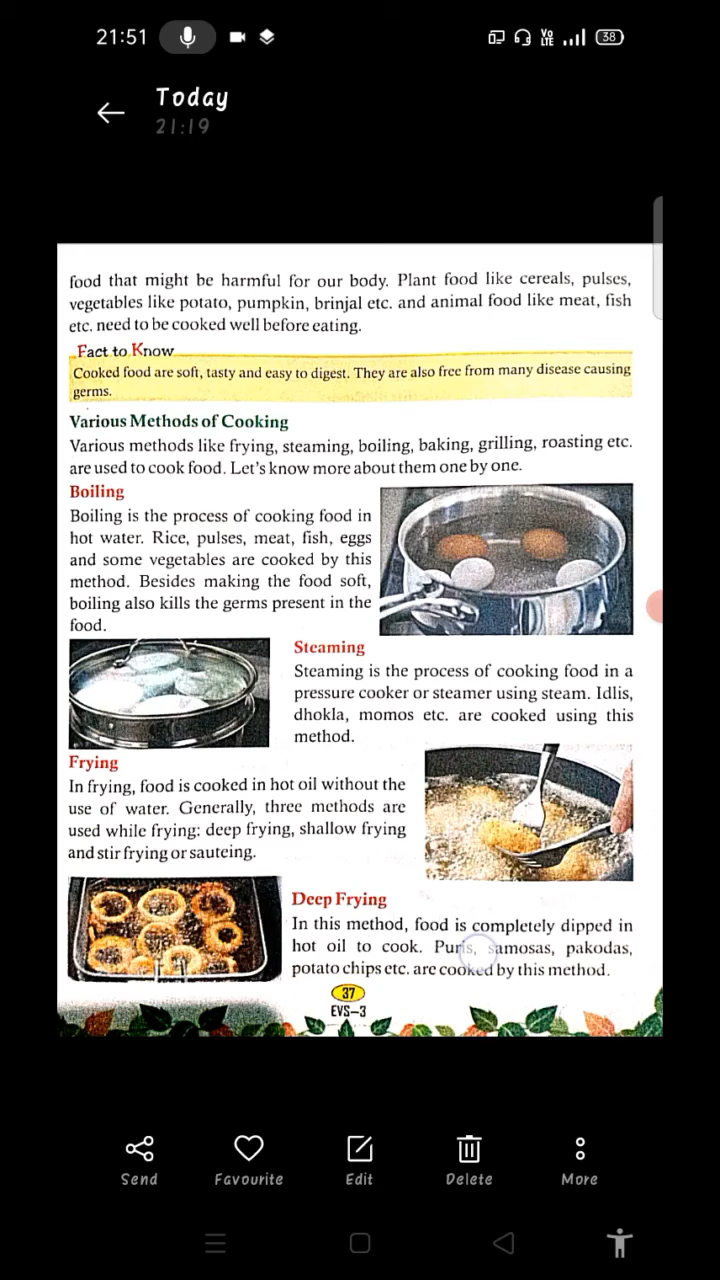 21:51
VO LTE
38
Today
21:19
food that might be harmful for our body. Plant food like cereals, pulses,
vegetables like potato, pumpkin, brinjal etc. and animal food like meat, fish
etc. need to be cooked well before eating.
Fact to Know
Cooked food are soft, tasty and easy to digest. They are also free from many disease causing
germs.
Various Methods of Cooking
Various methods like frying, steaming, boiling, baking, grilling, roasting etc.
are used to cook food. Let's know more about them one by one.
Boiling
Boiling is the process of cooking food in
hot water. Rice, pulses, meat, fish, eggs
and some vegetables are cooked by this
method. Besides making the food soft,
boiling also kills the germs present in the
food.
Steaming
Steaming is the process of cooking food in a
pressure cooker or steamer using steam. Idlis,
dhokla, momos etc. are cooked using this
method.
Frying
In frying, food is cooked in hot oil without the
use of water. Generally, three methods are
used while frying: deep frying, shallow frying
and stir frying or sauteing.
Deep Frying
In this method, food is completely dipped in
hot oil to cook. Puris, samosas, pakodas,
potato chips etc. are cooked by this method.
37
EVS–3
Send
Favourite
Edit
Delete
More